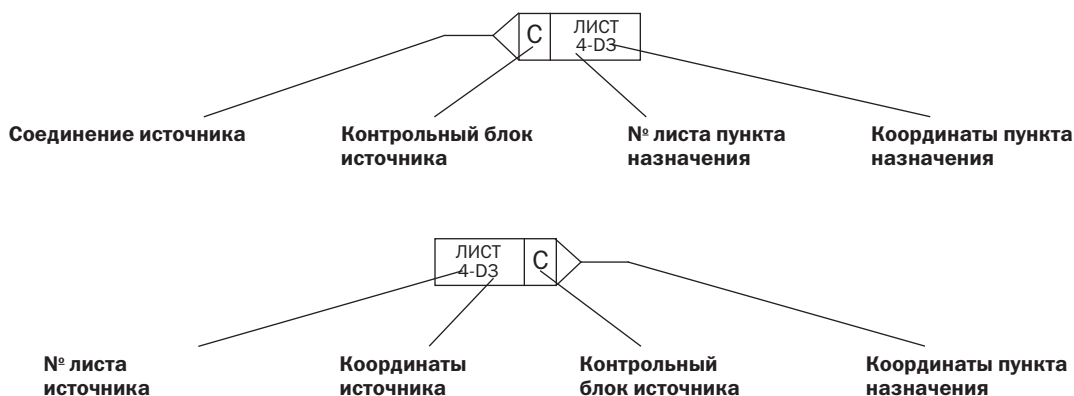 C
ЛИСТ
4-D3
Соединение источника
Контрольный блок
источника
№ листа пункта
назначения
Координаты пункта
назначения
ЛИСТ
4-D3
C
№ листа
источника
Координаты
источника
Контрольный
блок источника
Координаты пункта
назначения